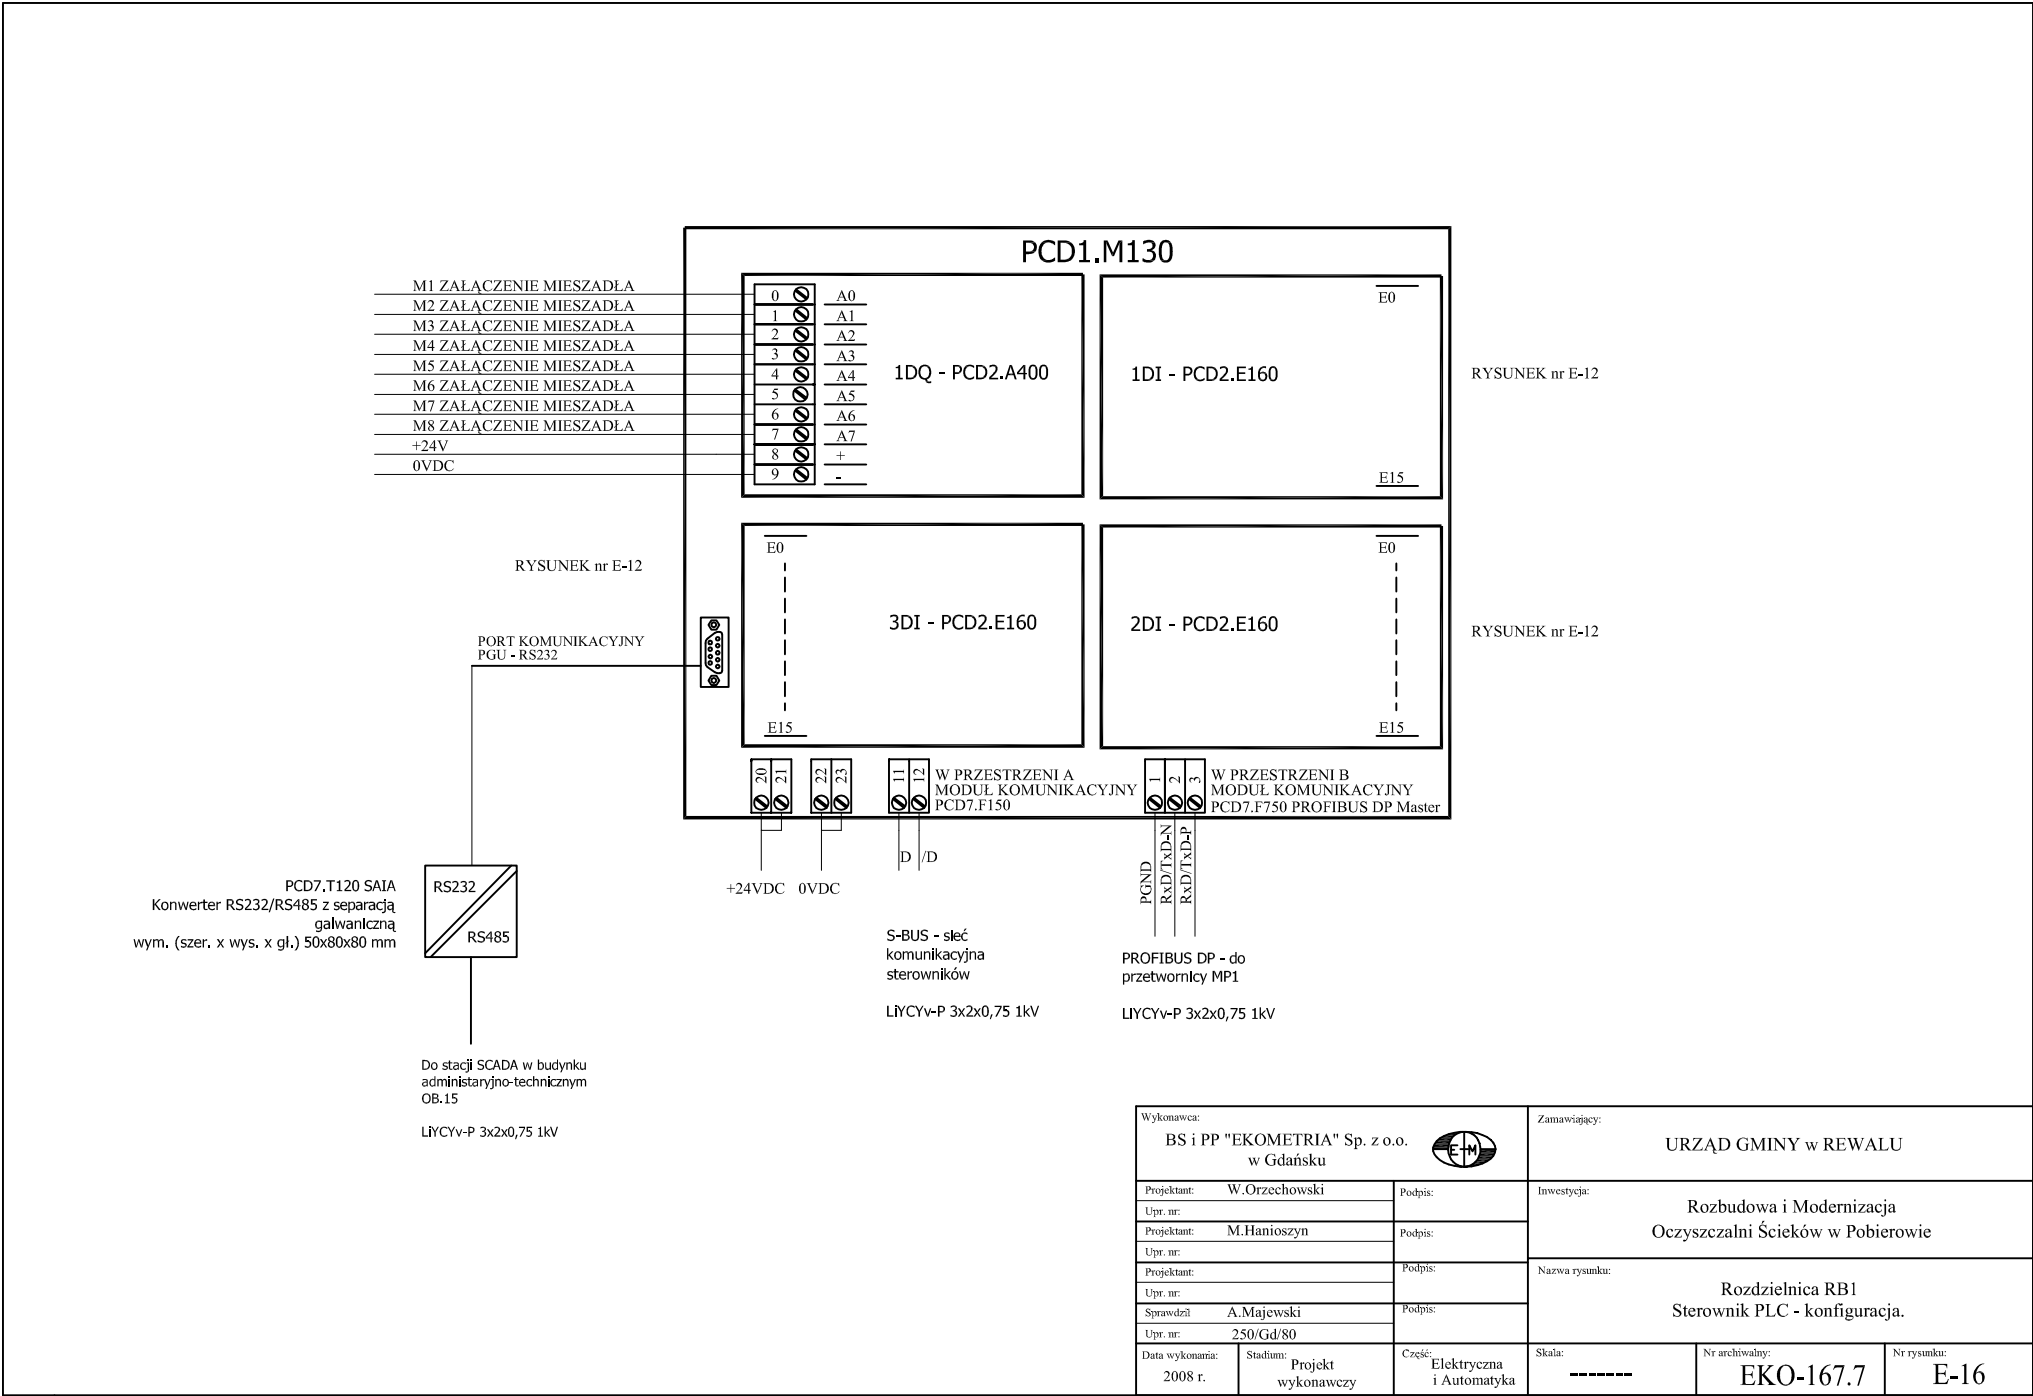 PCD1.M130
M1 ZAŁĄCZENIE MIESZADŁA
M2 ZAŁĄCZENIE MIESZADŁA
M3 ZAŁĄCZENIE MIESZADŁA
M4 ZAŁĄCZENIE MIESZADŁA
M5 ZAŁĄCZENIE MIESZADŁA
M6 ZAŁĄCZENIE MIESZADŁA
M7 ZAŁĄCZENIE MIESZADŁA
M8 ZAŁĄCZENIE MIESZADŁA
+24V
0VDC
0 A0
1 A1
2 A2
3 A3
4 A4
5 A5
6 A6
7 A7
8 +
9 -
1DQ - PCD2.A400
E0
1DI - PCD2.E160
E15
RYSUNEK nr E-12
RYSUNEK nr E-12
E0
3DI - PCD2.E160
E15
E0
2DI - PCD2.E160
E15
RYSUNEK nr E-12
PORT KOMUNIKACYJNY
PGU - RS232
20 21 22 23 11 12
W PRZESTRZENI A
MODUŁ KOMUNIKACYJNY
PCD7.F150
1 2 3
W PRZESTRZENI B
MODUŁ KOMUNIKACYJNY
PCD7.F750 PROFIBUS DP Master
+24VDC 0VDC
D /D
PGND
RxD/TxD-N
RxD/TxD-P
PCD7.T120 SAIA
Konwerter RS232/RS485 z separacją
galwaniczną
wym. (szer. x wys. x gł.) 50x80x80 mm
RS232
RS485
S-BUS - sieć
komunikacyjna
sterowników
LiYCYv-P 3x2x0,75 1kV
PROFIBUS DP - do
przetwornicy MP1
LIYCYv-P 3x2x0,75 1kV
Do stacji SCADA w budynku
administaryjno-technicznym
OB.15
LiYCYv-P 3x2x0,75 1kV
Wykonawca:
BS i PP "EKOMETRIA" Sp. z o.o.
w Gdańsku
E-M
Zamawiający:
URZĄD GMINY w REWALU
Projektant: W.Orzechowski
Upr. nr:
Podpis:
Projektant: M.Hanioszyn
Upr. nr:
Podpis:
Projektant:
Upr. nr:
Podpis:
Sprawdził A.Majewski
Upr. nr: 250/Gd/80
Podpis:
Inwestycja:
Rozbudowa i Modernizacja
Oczyszczalni Ścieków w Pobierowie
Nazwa rysunku:
Rozdzielnica RB1
Sterownik PLC - konfiguracja.
Data wykonania:
2008 r.
Stadium:
Projekt
wykonawczy
Część:
Elektryczna
i Automatyka
Skala:
-------
Nr archiwalny:
EKO-167.7
Nr rysunku:
E-16